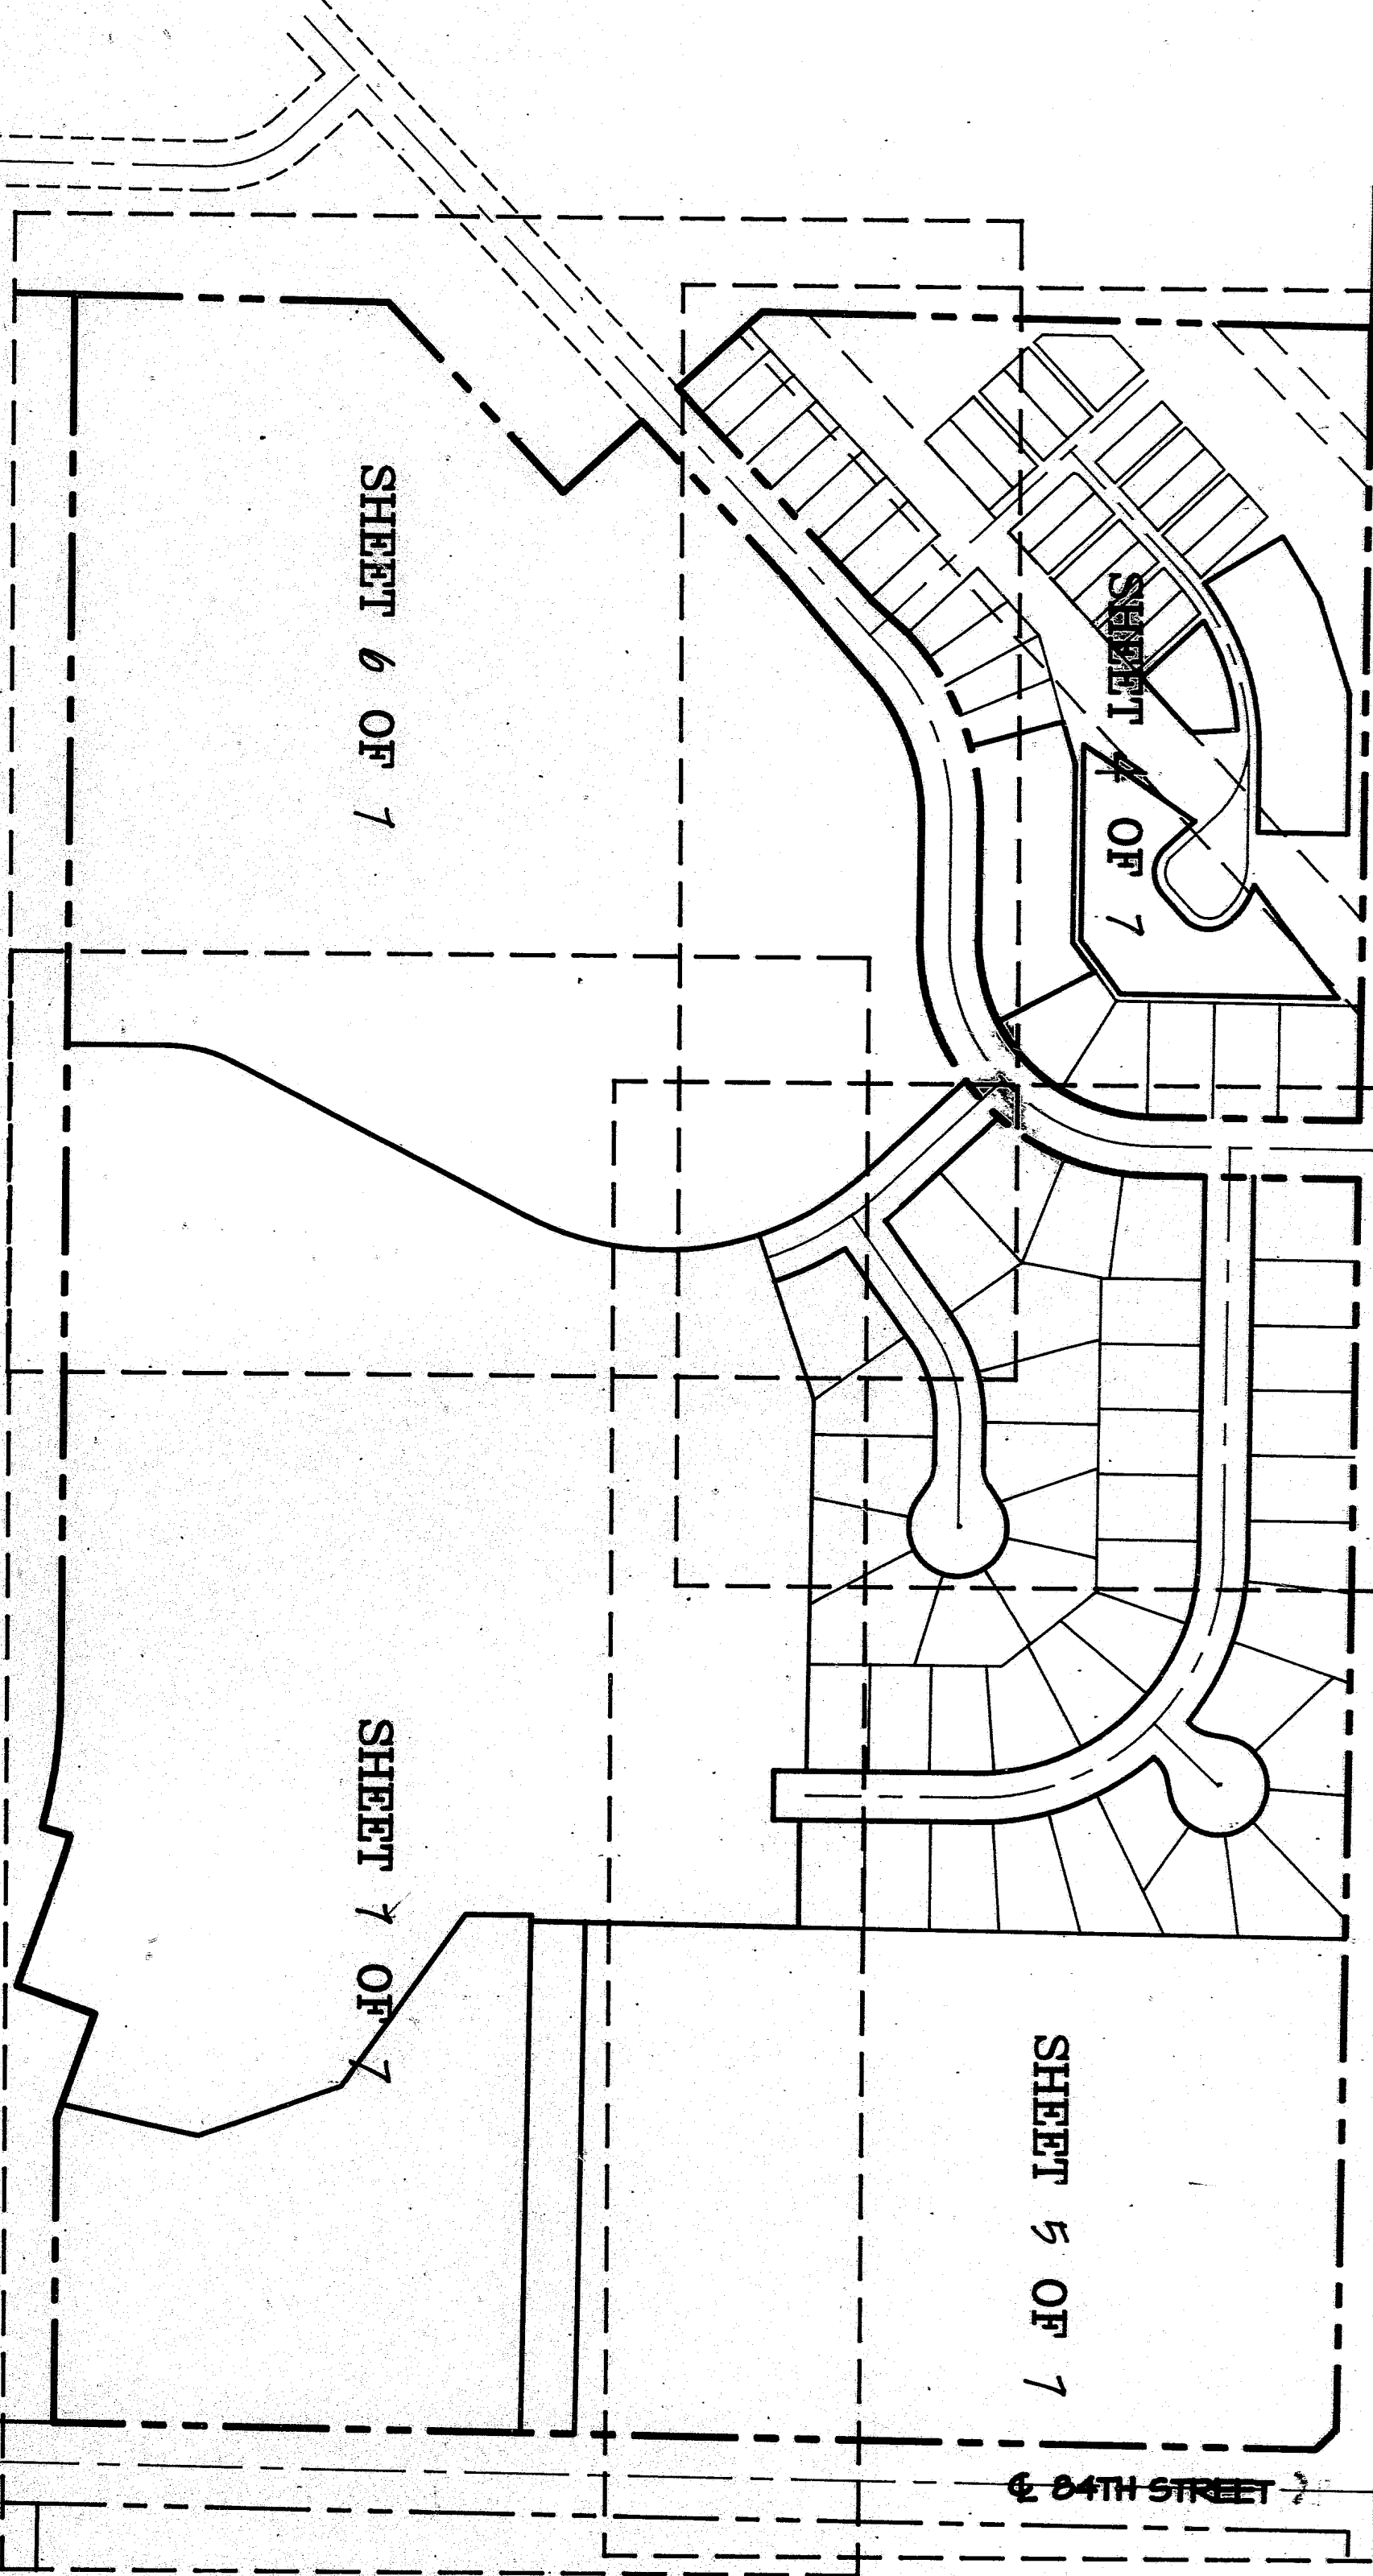 SHEET 4 OF 7
SHEET 6 OF 7
SHEET 5 OF 7
SHEET 7 OF 7
℄ 84TH STREET